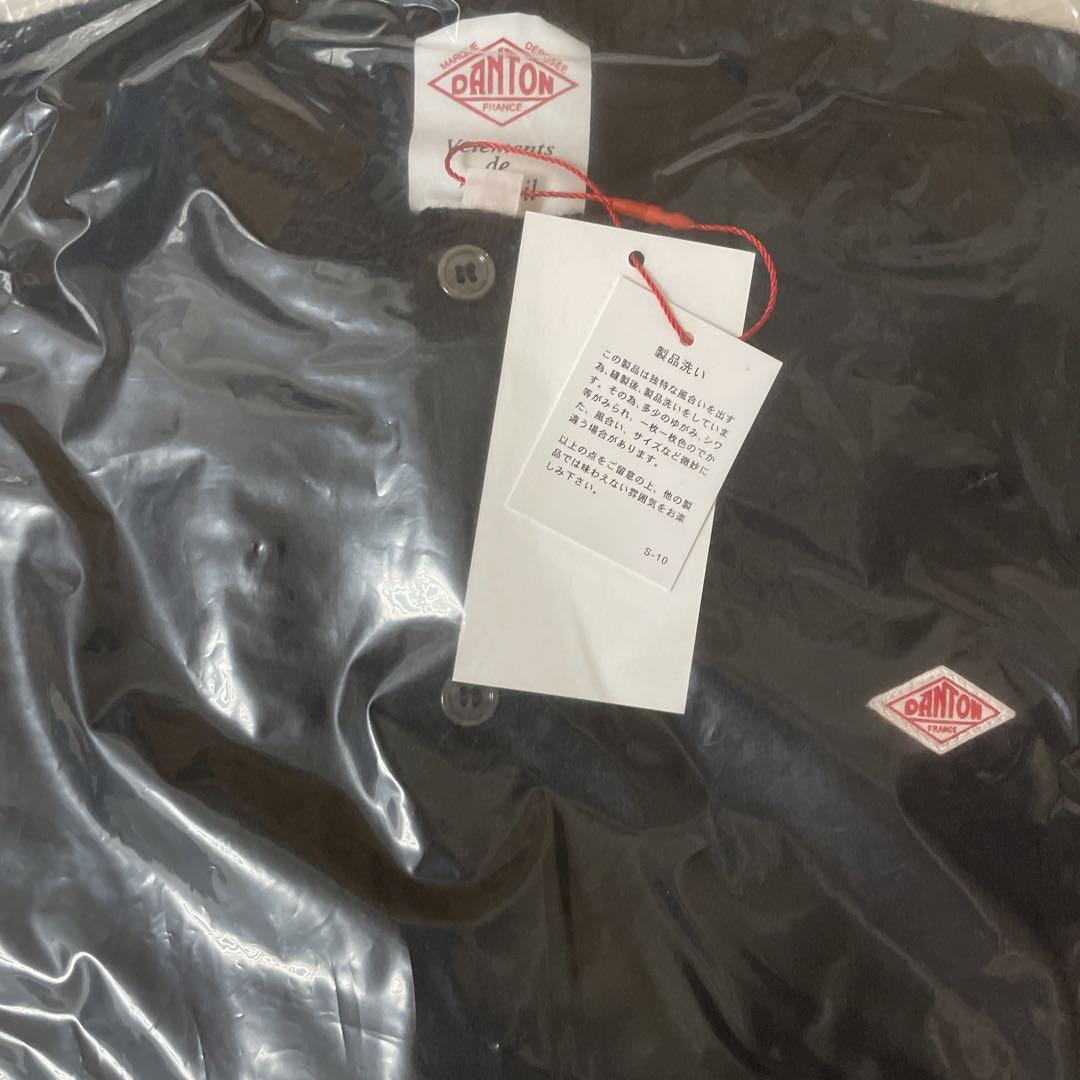 MARQUE DÉPOSÉE
DANTON
FRANCE
Vêtements
de
製品洗い
この製品は独特な風合いを出す
為、縫製後、製品洗いをしていま
す。その為、多少のゆがみ、シワ
等がみられ、一枚一枚色のでか
た、風合い、サイズなど微妙に
違う場合があります。
以上の点をご留意の上、他の製
品では味わえない雰囲気をお楽
しみ下さい。
S-10
DANTON
FRANCE